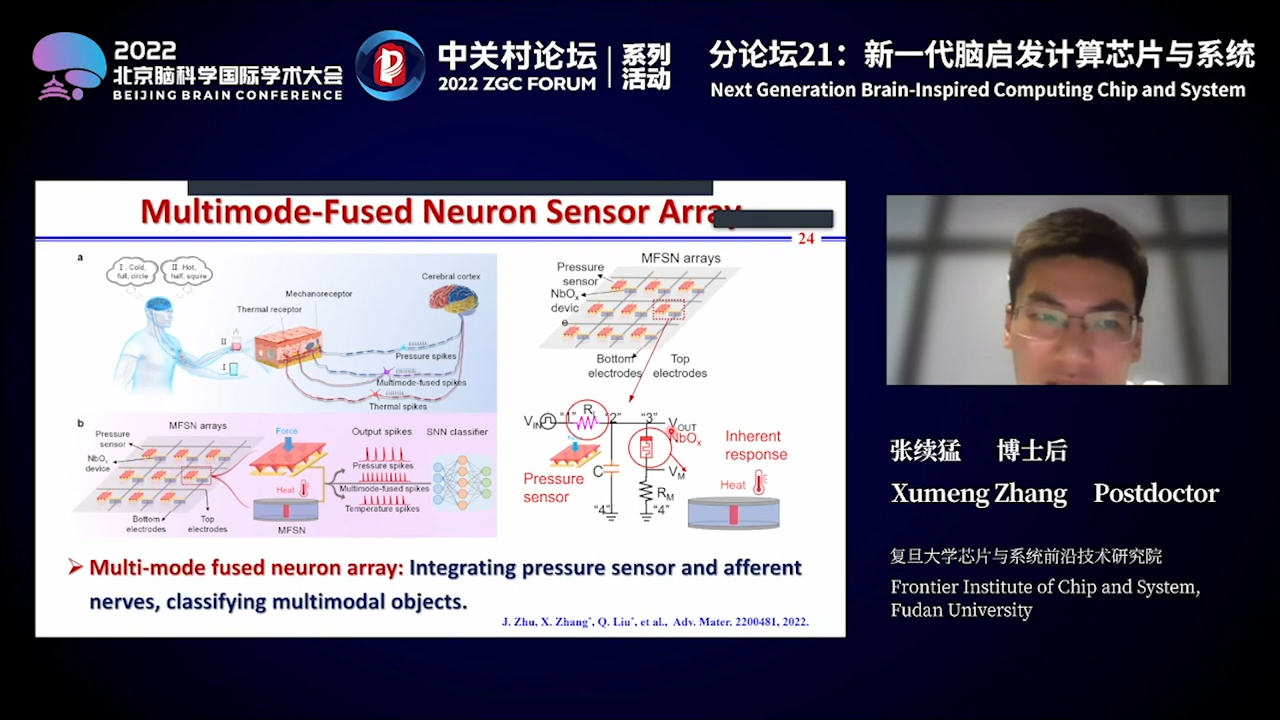 2022
北京脑科学国际学术大会
BEIJING BRAIN CONFERENCE
中关村论坛
2022 ZGC FORUM
系列
活动
分论坛21：新一代脑启发计算芯片与系统
Next Generation Brain-Inspired Computing Chip and System
Multimode-Fused Neuron Sensor Array
24
a
I. Cold,
full, circle
II. Hot,
half, squire
Cerebral cortex
Mechanoreceptor
Thermal receptor
II
I
Pressure spikes
Multimode-fused spikes
Thermal spikes
b
MFSN arrays
Pressure
sensor
NbOx
device
Bottom
electrodes
Top
electrodes
Force
Heat
MFSN
Output spikes
Pressure spikes
Multimode-fused spikes
Temperature spikes
SNN classifier
MFSN arrays
Pressure
sensor
NbOx
devic
e
Bottom
electrodes
Top
electrodes
VIN
"1"
"2"
"3"
VOUT
NbOx
C
VM
RM
"4"
"4"
Pressure
sensor
Inherent
response
Heat
Multi-mode fused neuron array: Integrating pressure sensor and afferent
nerves, classifying multimodal objects.
J. Zhu, X. Zhang*, Q. Liu*, et al., Adv. Mater. 2200481, 2022.
张续猛 博士后
Xumeng Zhang Postdoctor
复旦大学芯片与系统前沿技术研究院
Frontier Institute of Chip and System,
Fudan University